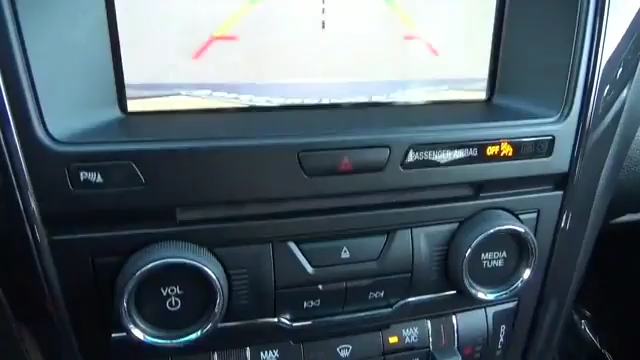 PASSENGER AIRBAG OFF
P
VOL
MEDIA
TUNE
MAX
MAX
A/C